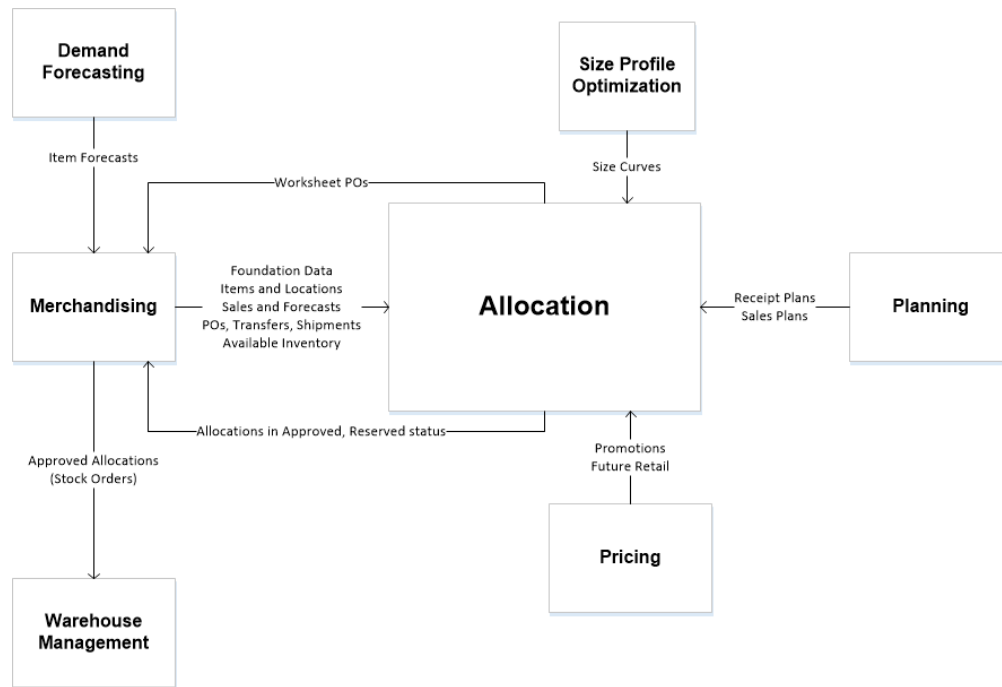 Demand
Forecasting
Size Profile
Optimization
Item Forecasts
Size Curves
Worksheet POs
Merchandising
Foundation Data
Items and Locations
Sales and Forecasts
POs, Transfers, Shipments
Available Inventory
Allocation
Receipt Plans
Sales Plans
Planning
Allocations in Approved, Reserved status
Approved Allocations
(Stock Orders)
Promotions
Future Retail
Pricing
Warehouse
Management